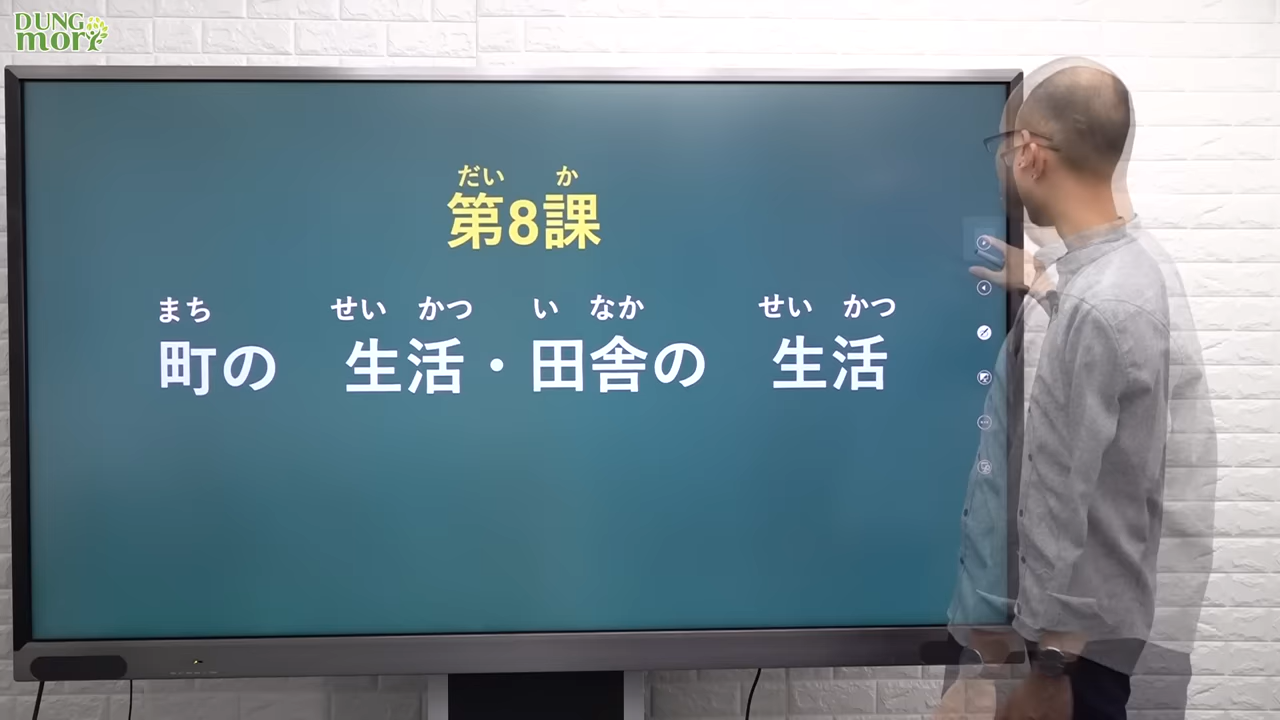 DUNG
mori
だい か
第8課
まち せい かつ い なか せい かつ
町の 生活・田舎の 生活